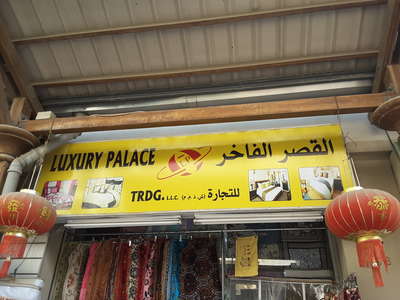 LUXURY PALACE
القصر الفاخر
TRDG. L.L.C. (ش.ذ.م.م) للتجارة